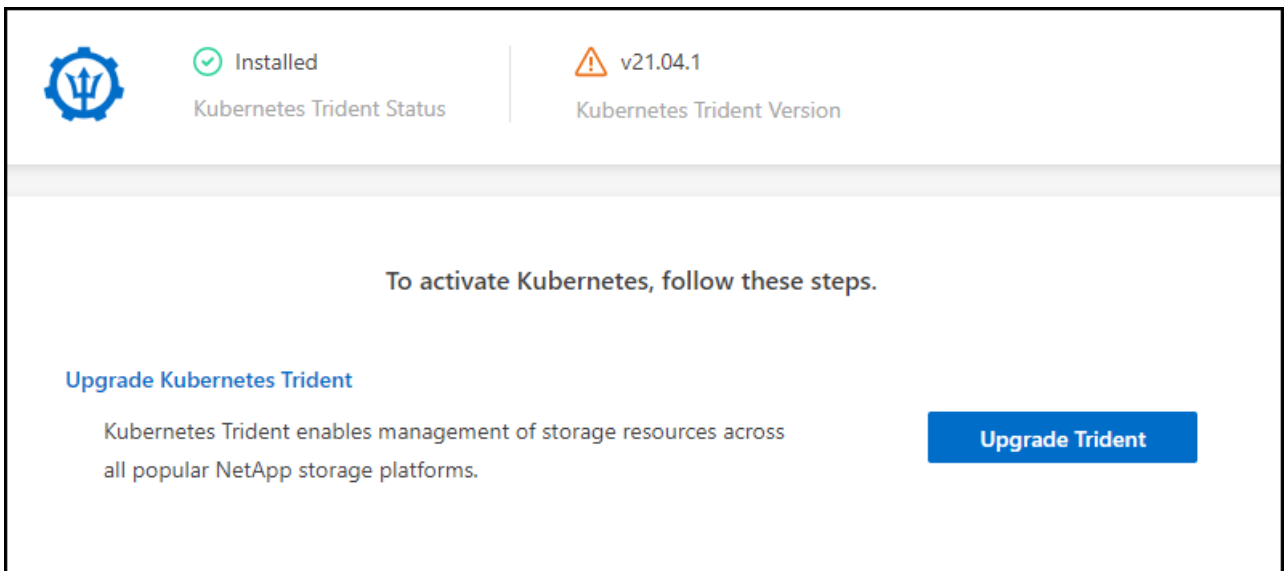 Installed
Kubernetes Trident Status
v21.04.1
Kubernetes Trident Version
To activate Kubernetes, follow these steps.
Upgrade Kubernetes Trident
Kubernetes Trident enables management of storage resources across
all popular NetApp storage platforms.
Upgrade Trident